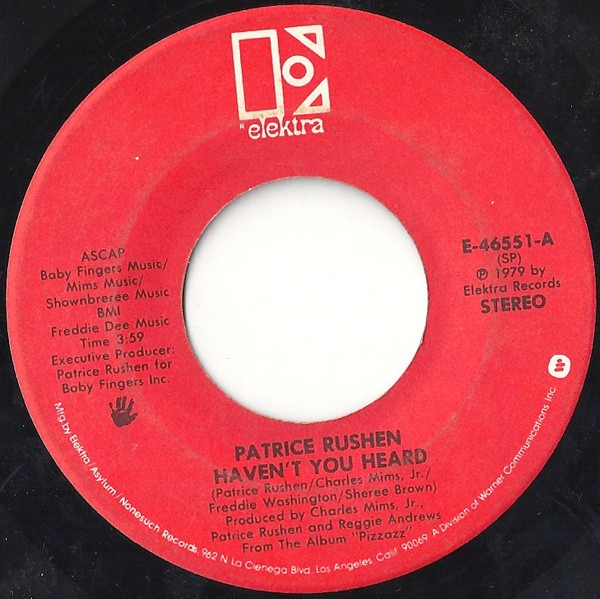 elektra
ASCAP
Baby Fingers Music/
Mims Music/
Shownbreree Music
BMI
Freddie Dee Music
Time 3:59
Executive Producer:
Patrice Rushen for
Baby Fingers Inc.
E-46551-A
(SP)
℗ 1979 by
Elektra Records
STEREO
PATRICE RUSHEN
HAVEN'T YOU HEARD
(Patrice Rushen/Charles Mims, Jr./
Freddie Washington/Sheree Brown)
Produced by Charles Mims, Jr.,
Patrice Rushen and Reggie Andrews
From The Album "Pizzazz"
Mfg by Elektra/Asylum/Nonesuch Records, 962 N La Cienega Blvd. Los Angeles Calif 90069 A Division of Warner Communications Inc.